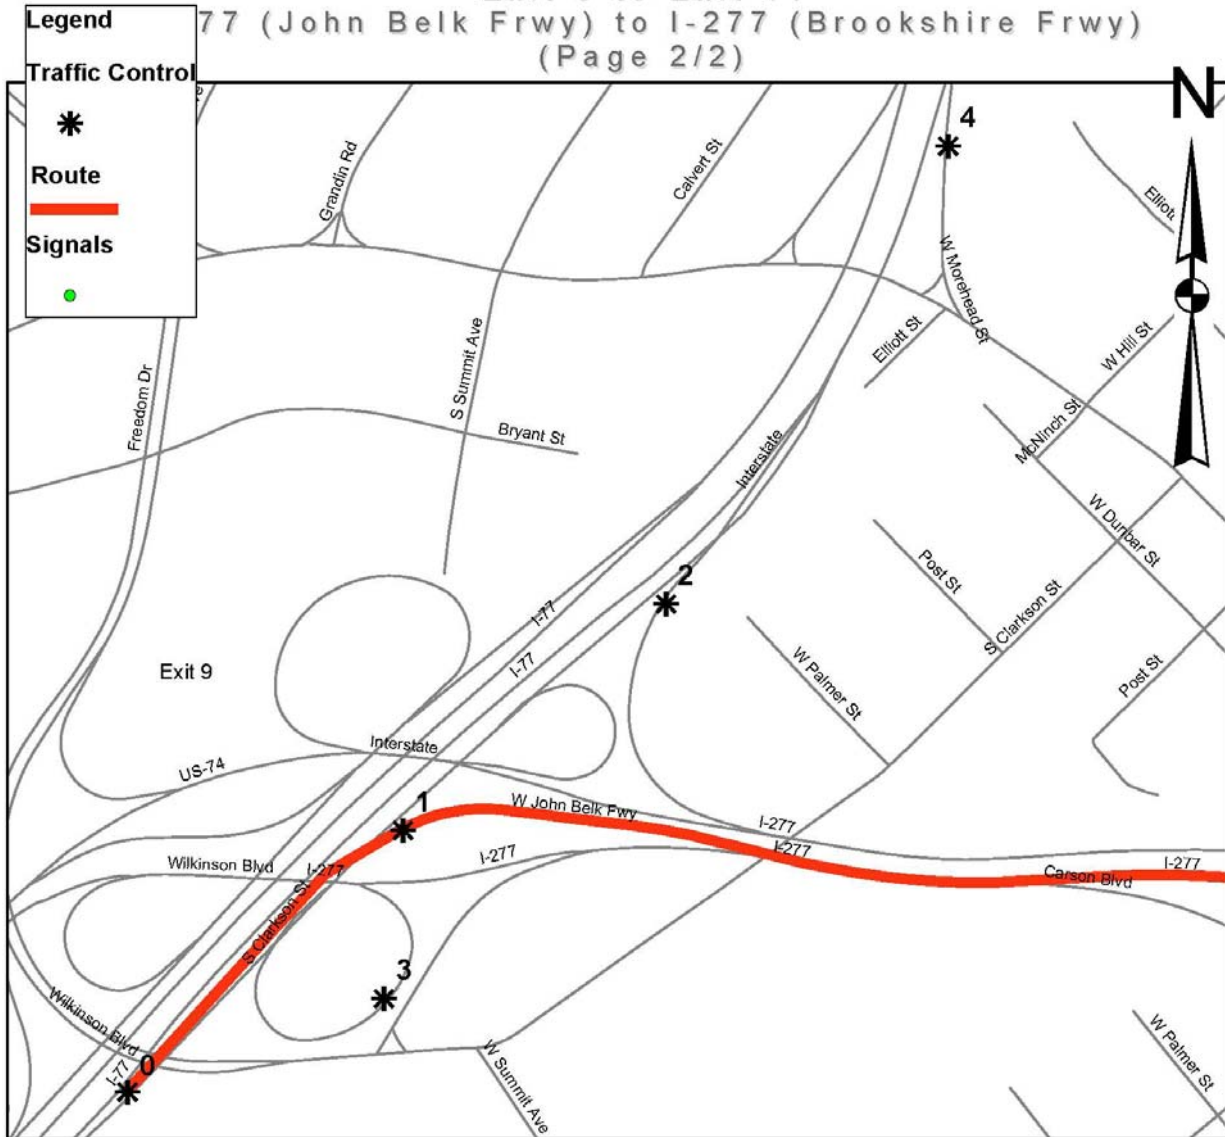 77 (John Belk Frwy) to I-277 (Brookshire Frwy)
(Page 2/2)
Legend
Traffic Control
Route
Signals
N
4
Grandin Rd
Calvert St
Elliott
W Morehead St
Elliott St
W Hill St
S Summit Ave
Freedom Dr
Bryant St
McNinch St
Interstate
W Dunbar St
Post St
2
I-77
S Clarkson St
I-77
Exit 9
W Palmer St
Post St
Interstate
US-74
1
W John Belk Fwy
I-277
I-277
I-277
Wilkinson Blvd
I-277
I-277
Carson Blvd
S Clarkson St
3
Wilkinson Blvd
0
I-77
W Summit Ave
W Palmer St